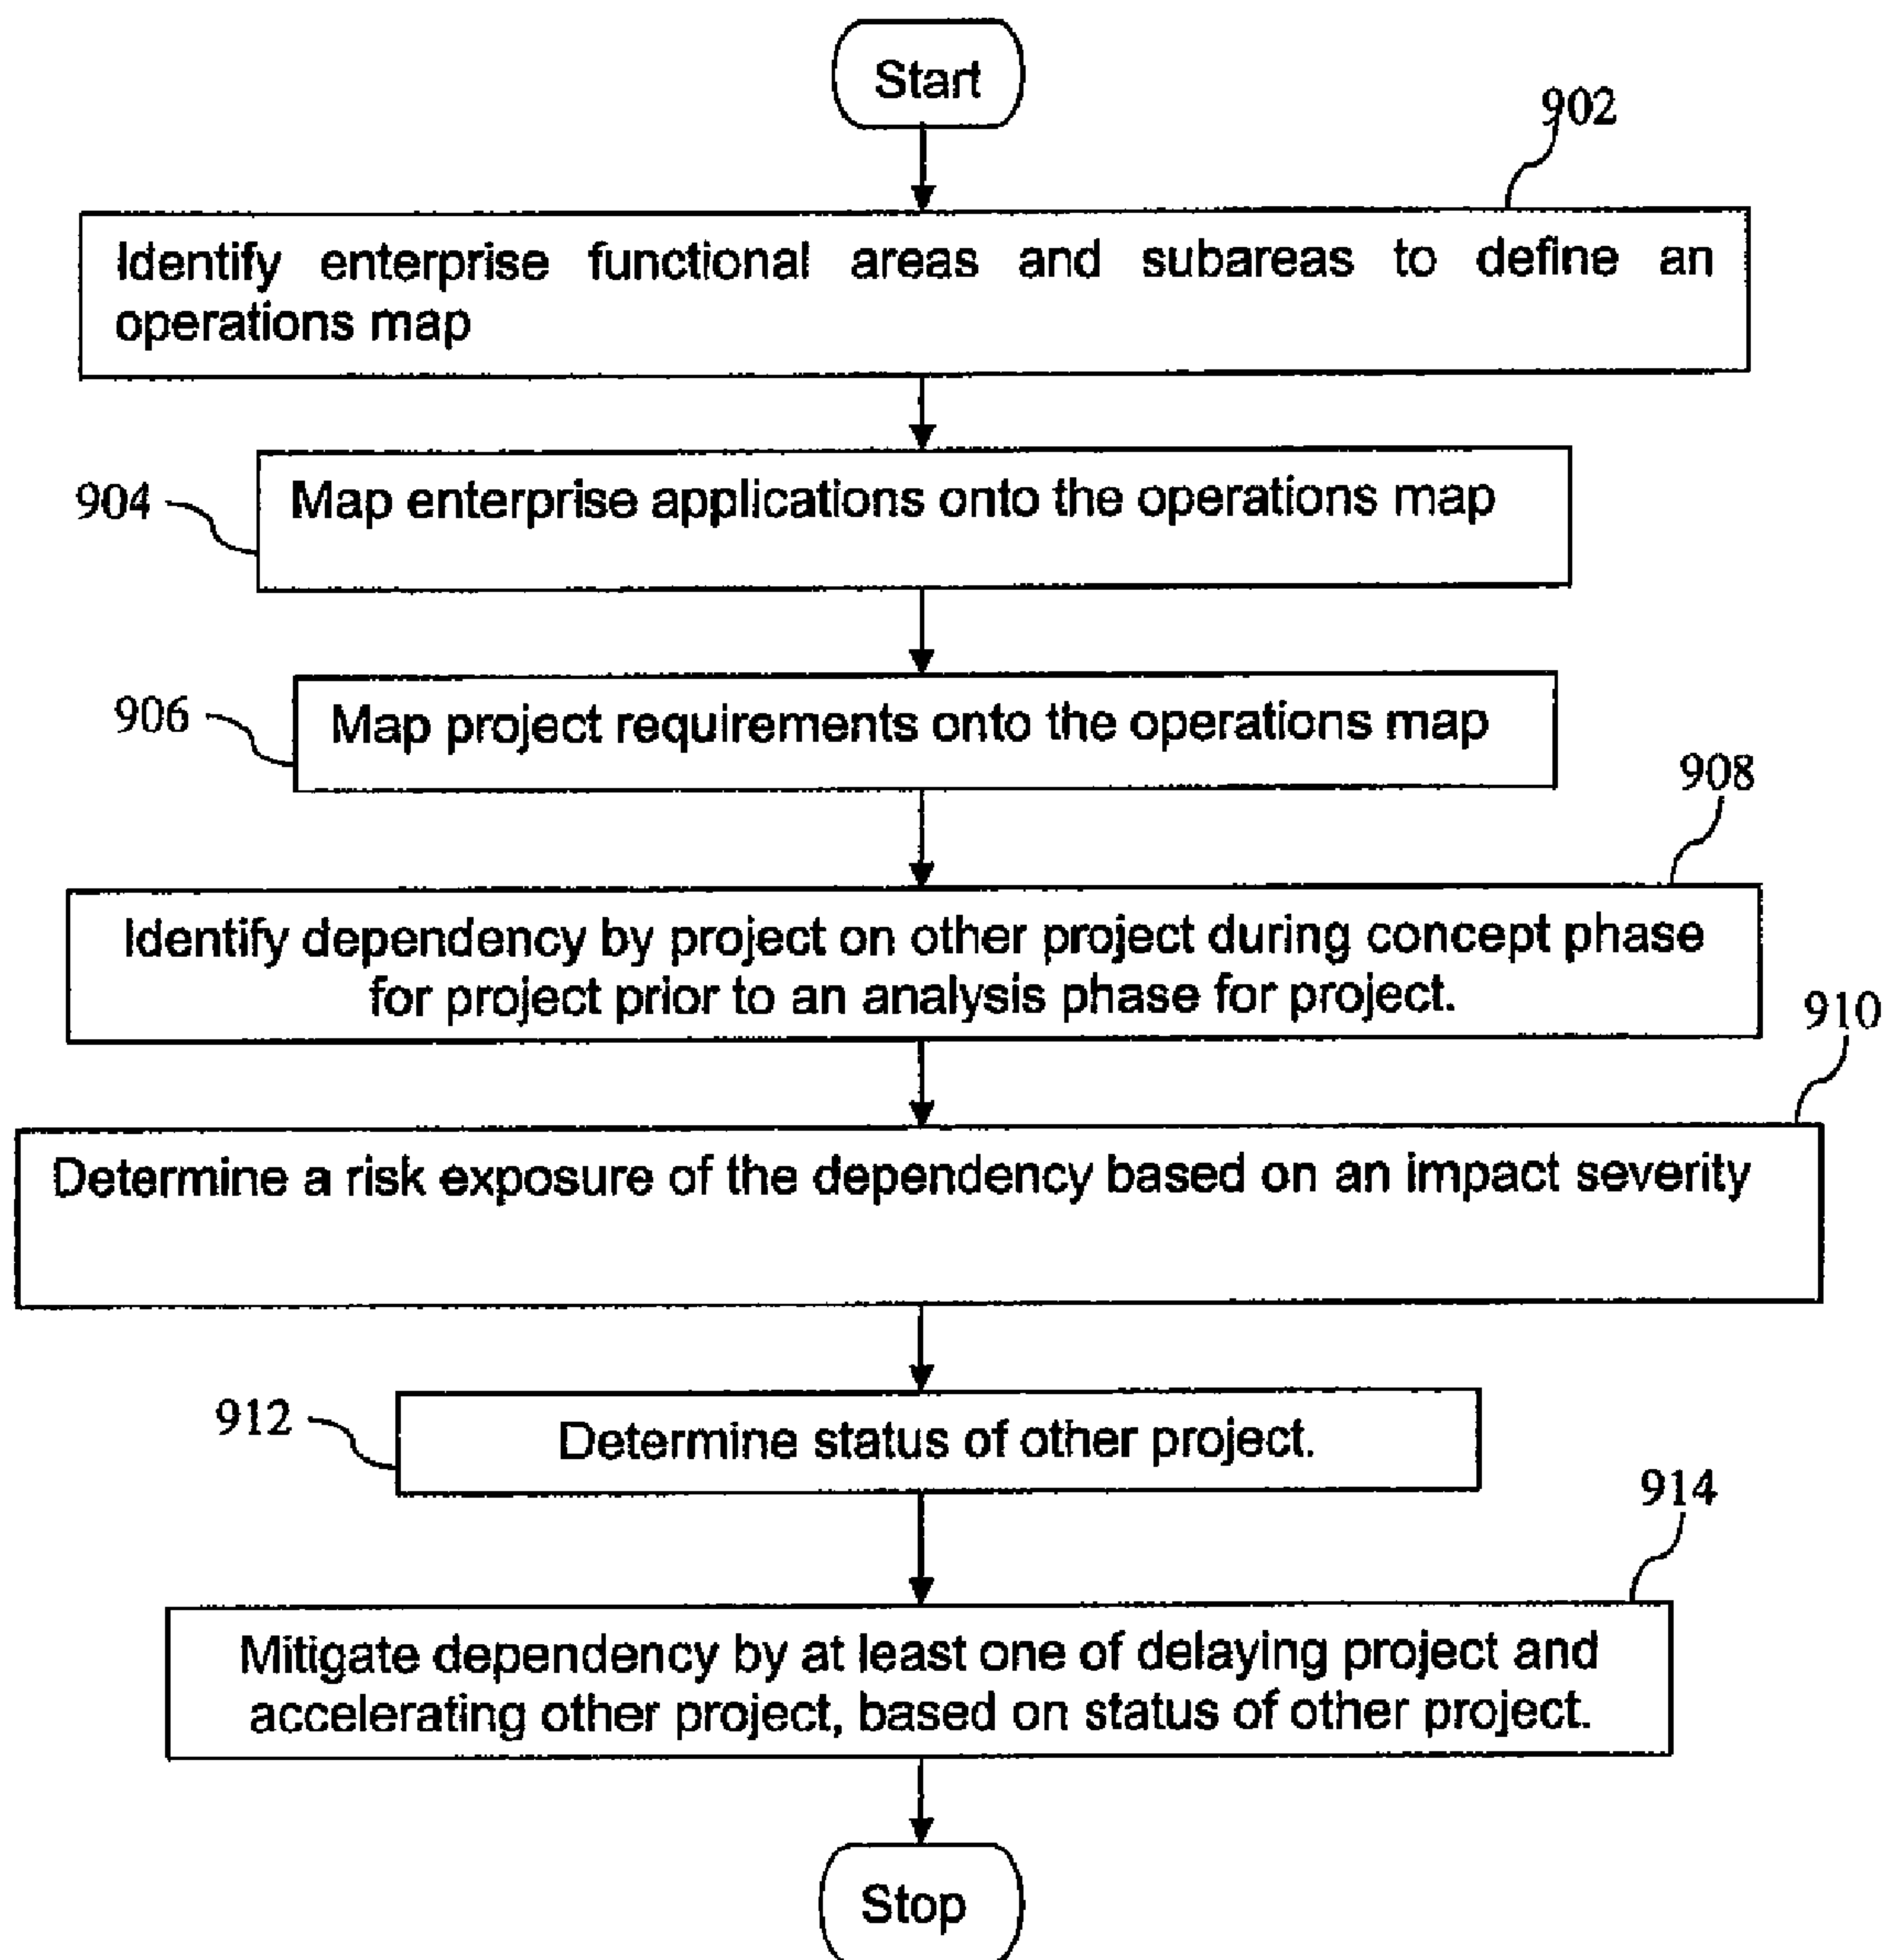 Start
902
Identify enterprise functional areas and subareas to define an
operations map
904
Map enterprise applications onto the operations map
906
Map project requirements onto the operations map
908
Identify dependency by project on other project during concept phase
for project prior to an analysis phase for project.
910
Determine a risk exposure of the dependency based on an impact severity
912
Determine status of other project.
914
Mitigate dependency by at least one of delaying project and
accelerating other project, based on status of other project.
Stop